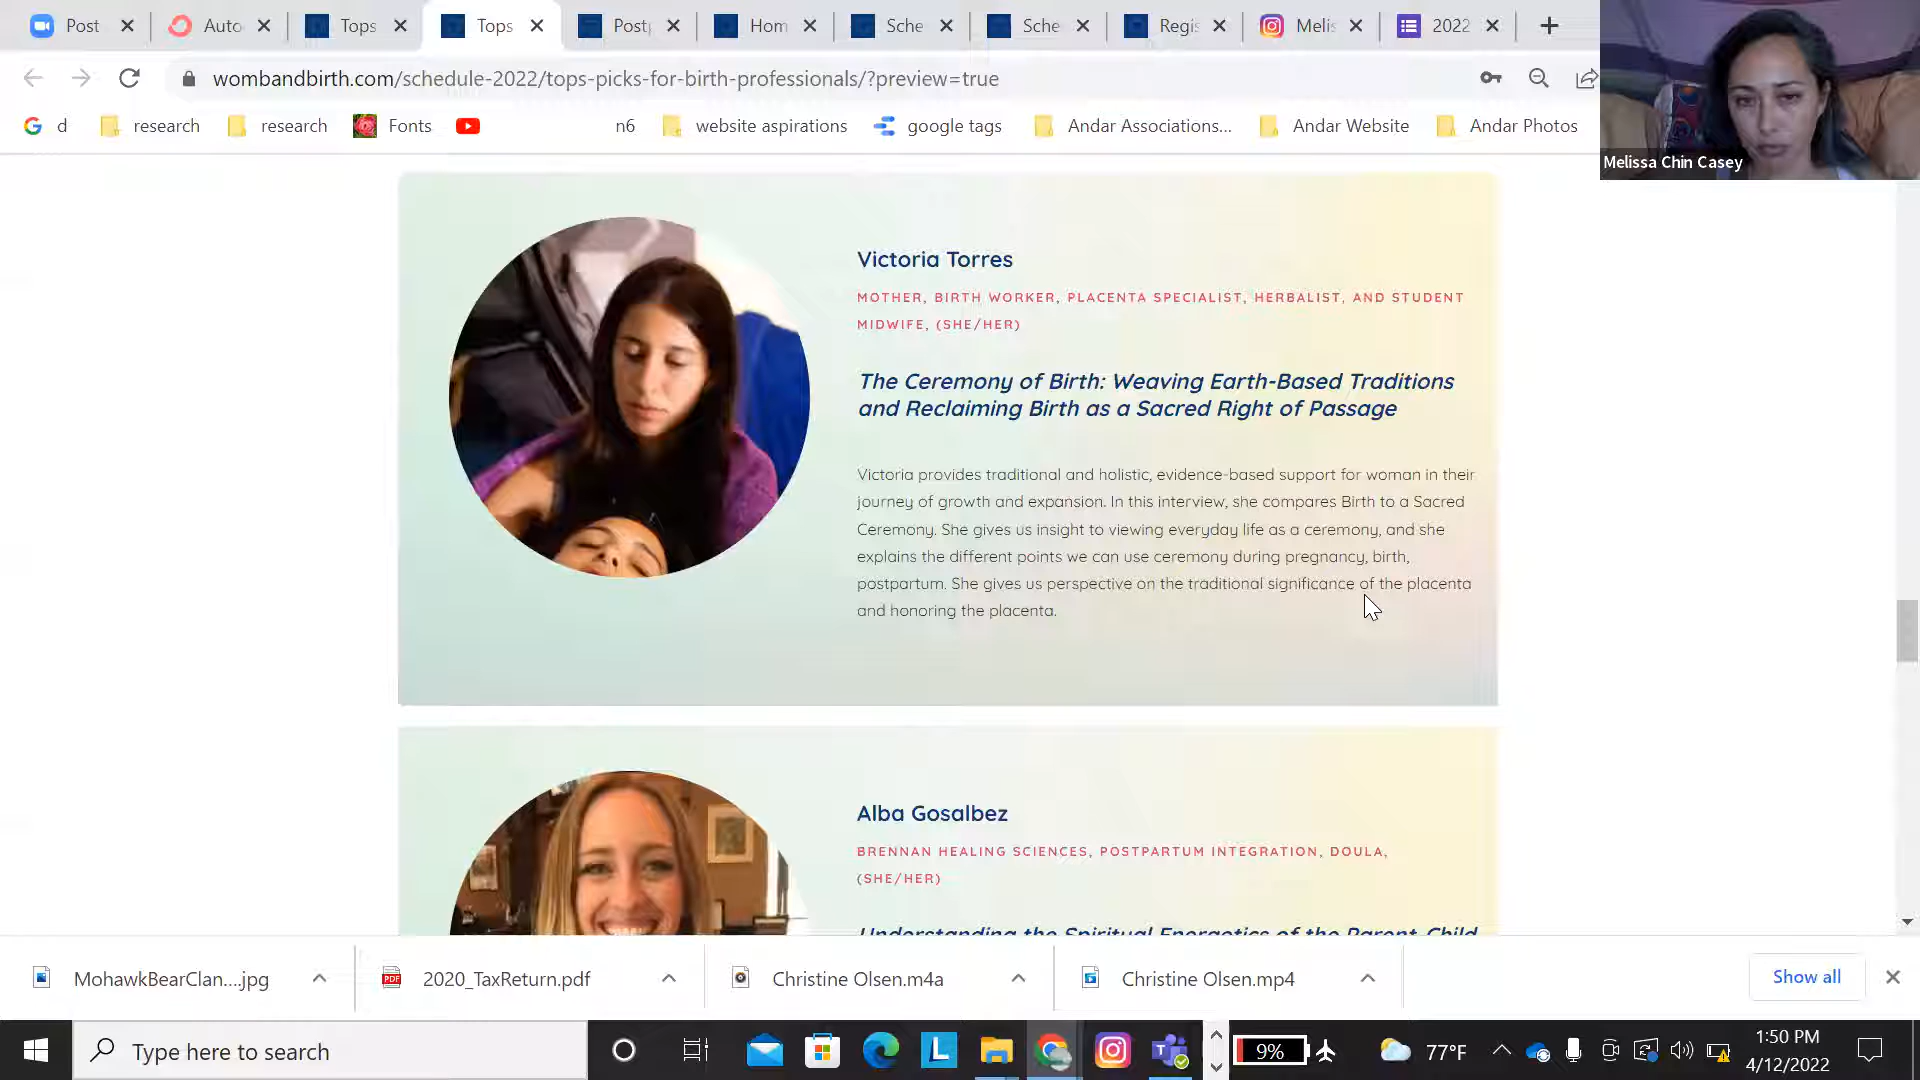 Post
Auto
Tops
Tops
Post
Hom
Sche
Sche
Regis
Melis
2022
wombandbirth.com/schedule-2022/tops-picks-for-birth-professionals/?preview=true
d
research
research
Fonts
n6
website aspirations
google tags
Andar Associations...
Andar Website
Andar Photos
Melissa Chin Casey
Victoria Torres
MOTHER, BIRTH WORKER, PLACENTA SPECIALIST, HERBALIST, AND STUDENT
MIDWIFE, (SHE/HER)
The Ceremony of Birth: Weaving Earth-Based Traditions
and Reclaiming Birth as a Sacred Right of Passage
Victoria provides traditional and holistic, evidence-based support for woman in their
journey of growth and expansion. In this interview, she compares Birth to a Sacred
Ceremony. She gives us insight to viewing everyday life as a ceremony, and she
explains the different points we can use ceremony during pregnancy, birth,
postpartum. She gives us perspective on the traditional significance of the placenta
and honoring the placenta.
Alba Gosalbez
BRENNAN HEALING SCIENCES, POSTPARTUM INTEGRATION, DOULA,
(SHE/HER)
Understanding the Spiritual Energetics of the Parent-Child
MohawkBearClan....jpg
2020_TaxReturn.pdf
Christine Olsen.m4a
Christine Olsen.mp4
Show all
Type here to search
9%
77°F
1:50 PM
4/12/2022